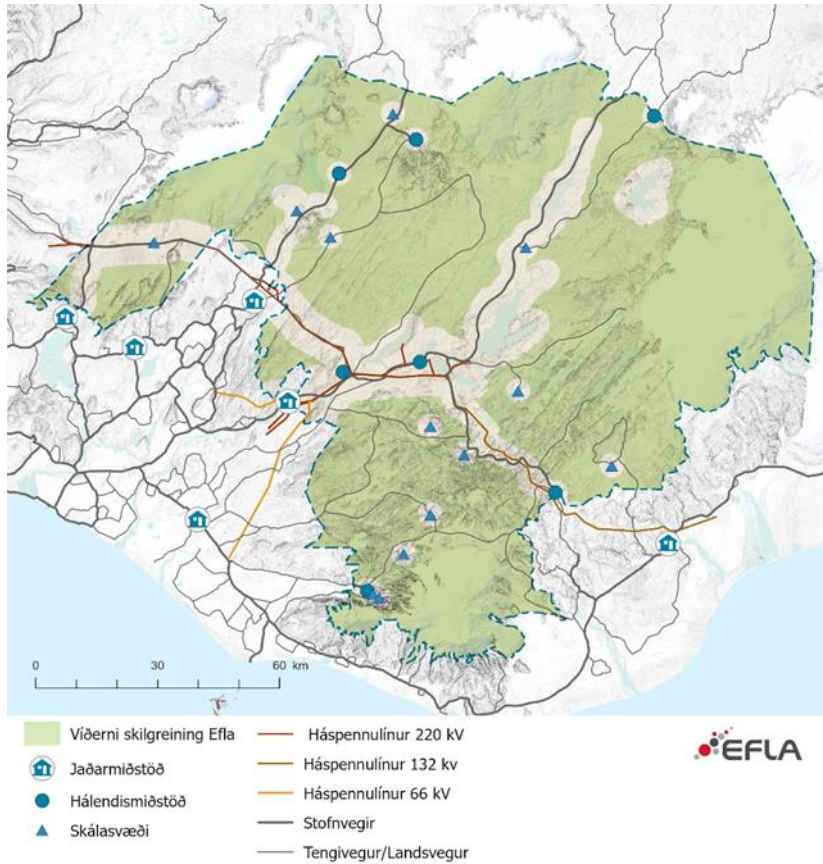 0 30 60 km
Víðerni skilgreining Efla
Jaðarmiðstöð
Hálendismiðstöð
Skálasvæði
Háspennulínur 220 kV
Háspennulínur 132 kv
Háspennulínur 66 kV
Stofnvegir
Tengivegur/Landsvegur
EFLA